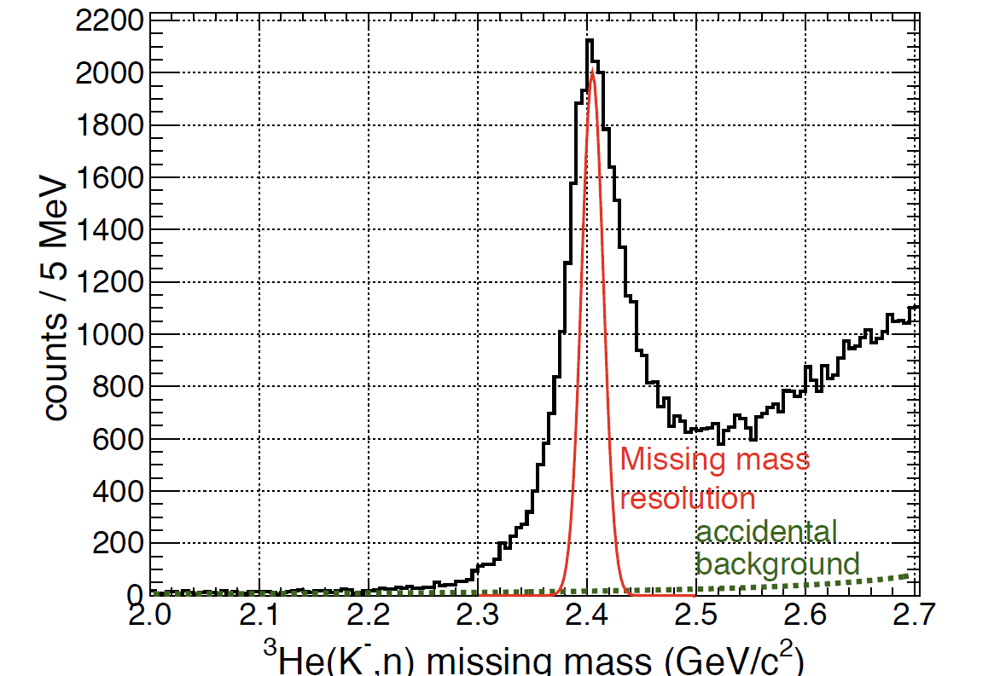 2200
2000
1800
1600
1400
1200
1000
800
600
400
200
0
counts / 5 MeV
Missing mass
resolution
accidental
background
2.0 2.1 2.2 2.3 2.4 2.5 2.6 2.7
³He(K⁻,n) missing mass (GeV/c²)